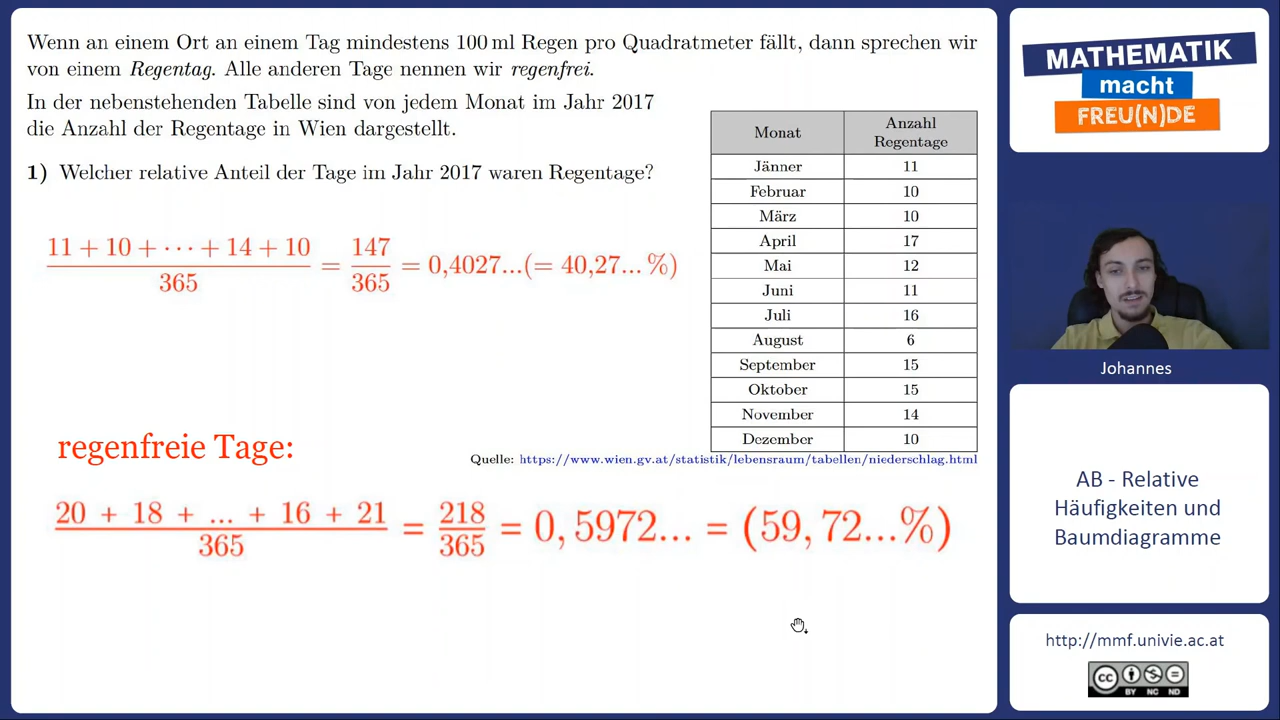 Wenn an einem Ort an einem Tag mindestens 100 ml Regen pro Quadratmeter fällt, dann sprechen wir
von einem Regentag. Alle anderen Tage nennen wir regenfrei.
In der nebenstehenden Tabelle sind von jedem Monat im Jahr 2017
die Anzahl der Regentage in Wien dargestellt.
1) Welcher relative Anteil der Tage im Jahr 2017 waren Regentage?
11 + 10 + ··· + 14 + 10 / 365 = 147 / 365 = 0,4027...(= 40,27... %)
Monat Anzahl Regentage
Jänner 11
Februar 10
März 10
April 17
Mai 12
Juni 11
Juli 16
August 6
September 15
Oktober 15
November 14
Dezember 10
Quelle: https://www.wien.gv.at/statistik/lebensraum/tabellen/niederschlag.html
regenfreie Tage:
20 + 18 + ... + 16 + 21 / 365 = 218 / 365 = 0,5972... = (59,72...%)
MATHEMATIK
macht
FREU(N)DE
Johannes
AB - Relative
Häufigkeiten und
Baumdiagramme
http://mmf.univie.ac.at
cc
BY NC ND